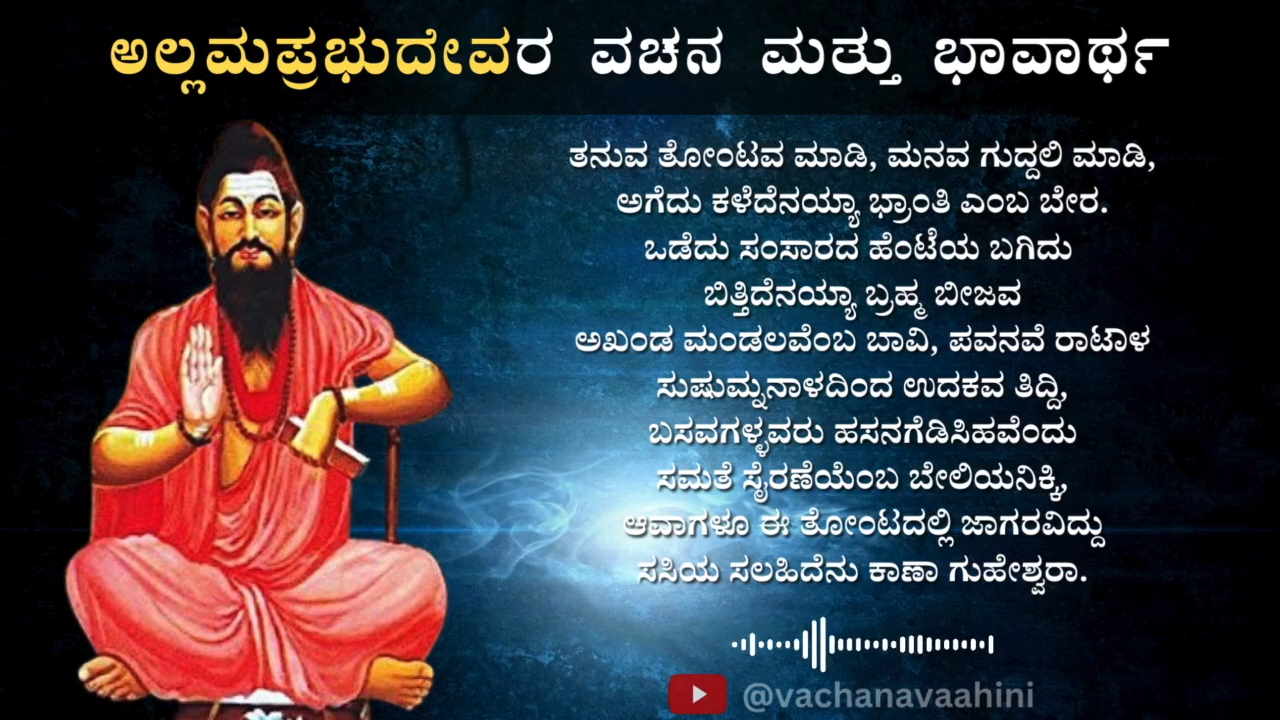 ಅಲ್ಲಮಪ್ರಭುದೇವರ ವಚನ ಮತ್ತು ಭಾವಾರ್ಥ
ತನುವ ತೋಂಟವ ಮಾಡಿ, ಮನವ ಗುದ್ದಲಿ ಮಾಡಿ,
ಅಗೆದು ಕಳೆದೆನಯ್ಯಾ ಭ್ರಾಂತಿ ಎಂಬ ಬೇರ.
ಒಡೆದು ಸಂಸಾರದ ಹೆಂಟೆಯ ಬಗಿದು
ಬಿತ್ತಿದೆನಯ್ಯಾ ಬ್ರಹ್ಮ ಬೀಜವ
ಅಖಂಡ ಮಂಡಲವೆಂಬ ಬಾವಿ, ಪವನವೆ ರಾಟಾಳ
ಸುಷುಮ್ನನಾಳದಿಂದ ಉದಕವ ತಿದ್ದಿ,
ಬಸವಗಳ್ಳವರು ಹಸನಗೆಡಿಸಿಹವೆಂದು
ಸಮತೆ ಸೈರಣೆಯೆಂಬ ಬೇಲಿಯನಿಕ್ಕಿ,
ಆವಾಗಳೂ ಈ ತೋಂಟದಲ್ಲಿ ಜಾಗರವಿದ್ದು
ಸಸಿಯ ಸಲಹಿದೆನು ಕಾಣಾ ಗುಹೇಶ್ವರಾ.
@vachanavaahini